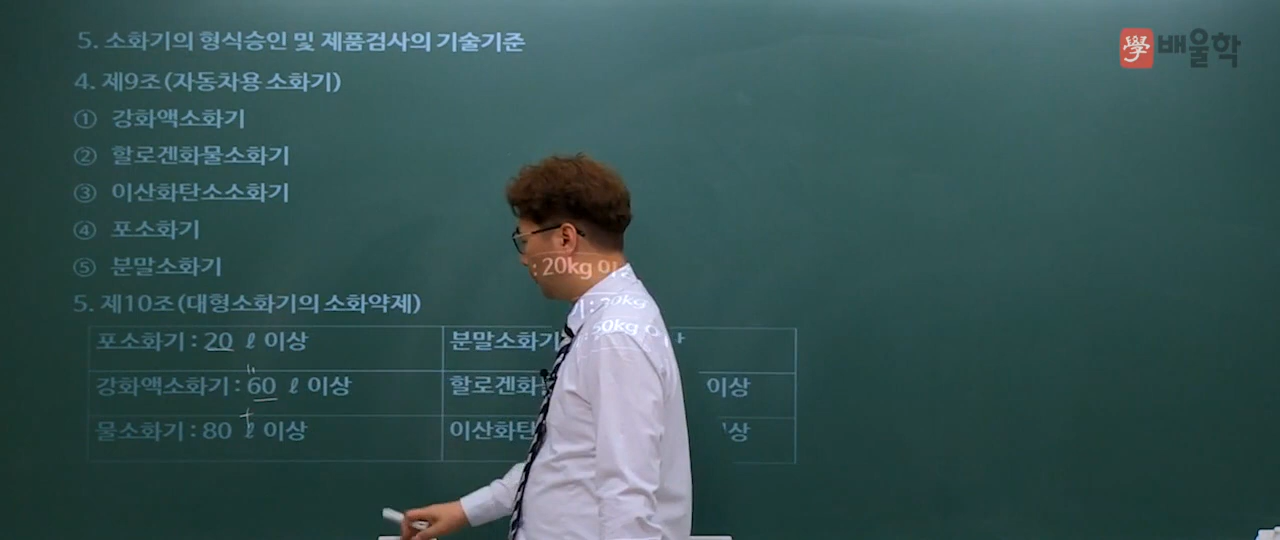 5. 소화기의 형식승인 및 제품검사의 기술기준
學 배울학
4. 제9조(자동차용 소화기)
① 강화액소화기
② 할로겐화물소화기
③ 이산화탄소소화기
④ 포소화기
⑤ 분말소화기
5. 제10조(대형소화기의 소화약제)
포소화기 : 20 ℓ 이상 분말소화기 : 20kg 이상
강화액소화기 : 60 ℓ 이상 할로겐화 : 30kg 이상
물소화기 : 80 ℓ 이상 이산화탄 50kg 이상